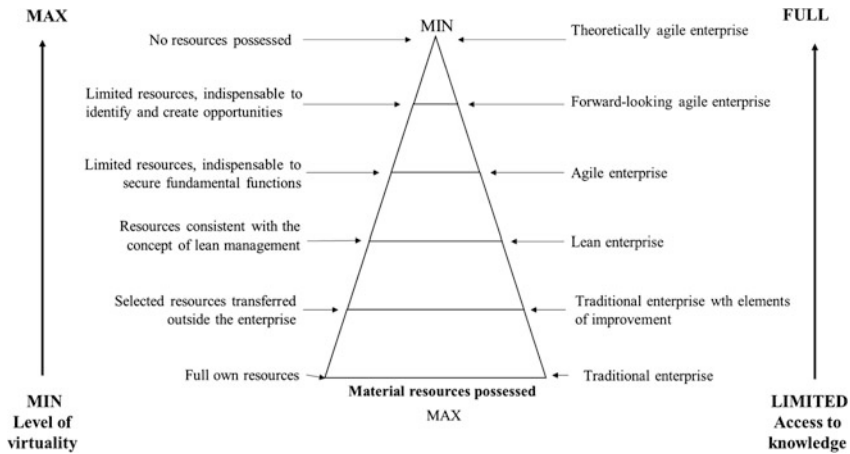 MAX
FULL
MIN
No resources possessed
Theoretically agile enterprise
Limited resources, indispensable to
identify and create opportunities
Forward-looking agile enterprise
Limited resources, indispensable to
secure fundamental functions
Agile enterprise
Resources consistent with the
concept of lean management
Lean enterprise
Selected resources transferred
outside the enterprise
Traditional enterprise wth elements
of improvement
Full own resources
Traditional enterprise
Material resources possessed
MAX
MIN
Level of
virtuality
LIMITED
Access to
knowledge